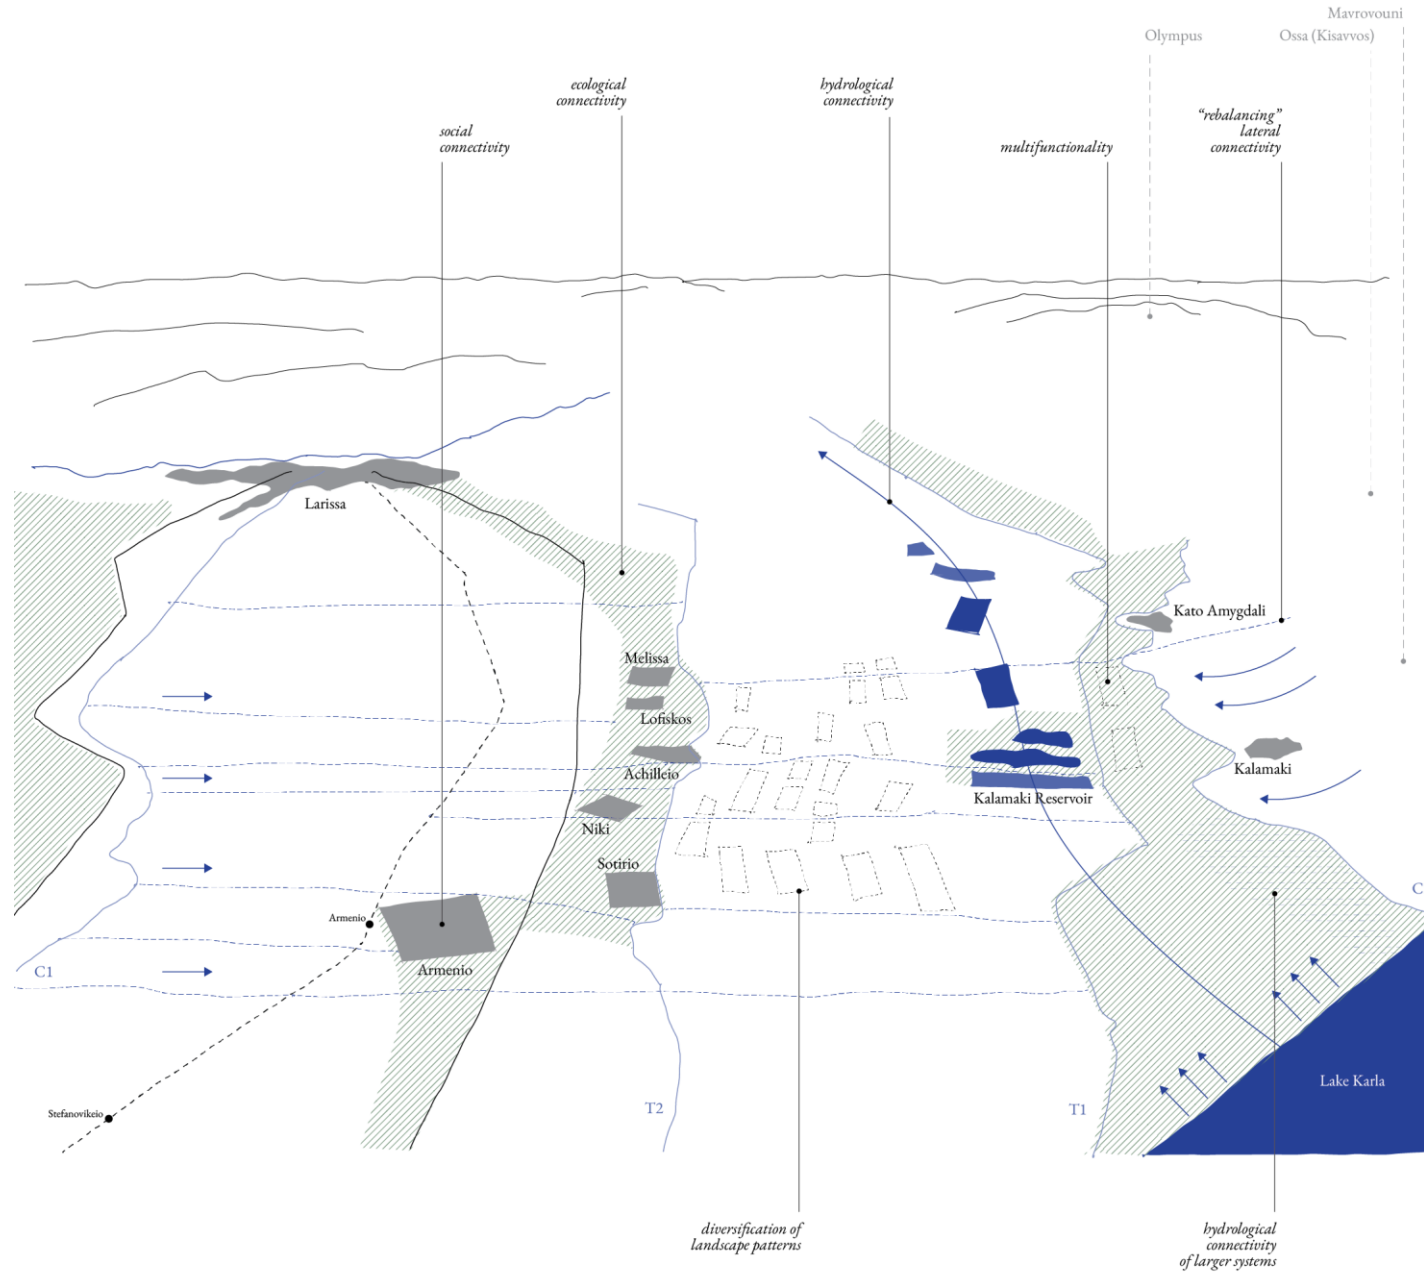 Mavrovouni
Olympus
Ossa (Kisavvos)
ecological
connectivity
hydrological
connectivity
"rebalancing"
lateral
connectivity
social
connectivity
multifunctionality
Larissa
Kato Amygdali
Melissa
Lofiskos
Achilleio
Kalamaki
Kalamaki Reservoir
Niki
Sotirio
C
Armenio
Armenio
C1
Lake Karla
Stefanovikeio
T2
T1
diversification of
landscape patterns
hydrological
connectivity
of larger systems